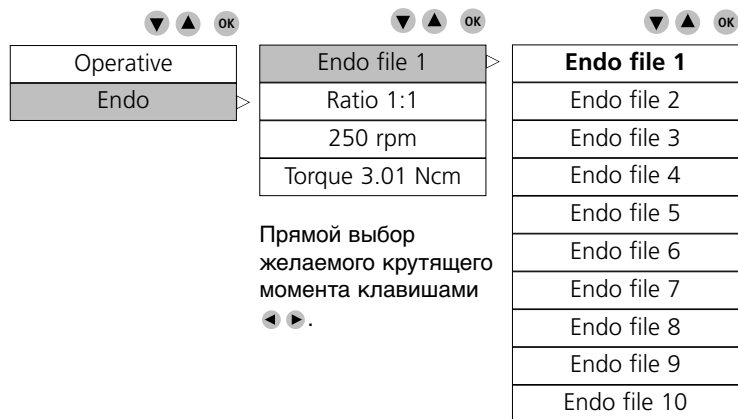 OK
Operative
Endo
OK
Endo file 1
Ratio 1:1
250 rpm
Torque 3.01 Ncm
Прямой выбор
желаемого крутящего
момента клавишами
.
OK
Endo file 1
Endo file 2
Endo file 3
Endo file 4
Endo file 5
Endo file 6
Endo file 7
Endo file 8
Endo file 9
Endo file 10